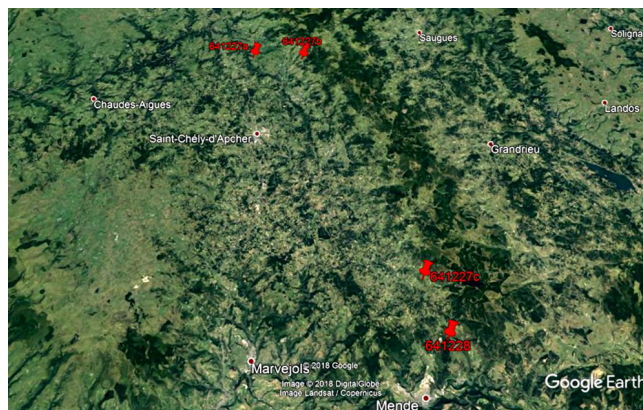 641227a
641227b
Saugues
Solignac
Chaudes-Aigues
Landos
Saint-Chély-d'Apcher
Grandrieu
641227c
641228
Marvejols
© 2018 Google
Image © 2018 DigitalGlobe
Image Landsat / Copernicus
Mende
Google Earth